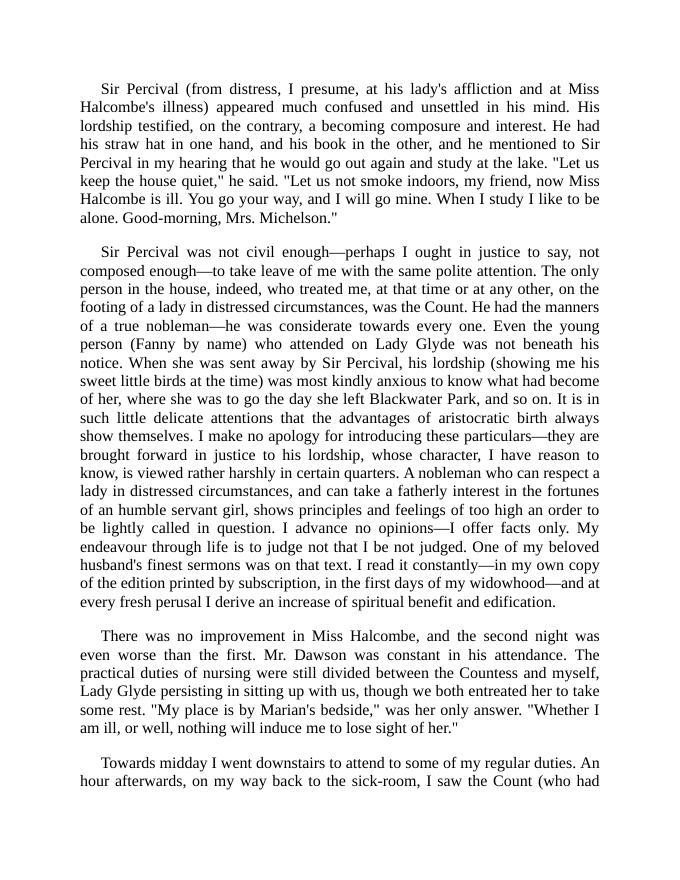 Sir Percival (from distress, I presume, at his lady's affliction and at Miss
Halcombe's illness) appeared much confused and unsettled in his mind. His
lordship testified, on the contrary, a becoming composure and interest. He had
his straw hat in one hand, and his book in the other, and he mentioned to Sir
Percival in my hearing that he would go out again and study at the lake. "Let us
keep the house quiet," he said. "Let us not smoke indoors, my friend, now Miss
Halcombe is ill. You go your way, and I will go mine. When I study I like to be
alone. Good-morning, Mrs. Michelson."
Sir Percival was not civil enough—perhaps I ought in justice to say, not
composed enough—to take leave of me with the same polite attention. The only
person in the house, indeed, who treated me, at that time or at any other, on the
footing of a lady in distressed circumstances, was the Count. He had the manners
of a true nobleman—he was considerate towards every one. Even the young
person (Fanny by name) who attended on Lady Glyde was not beneath his
notice. When she was sent away by Sir Percival, his lordship (showing me his
sweet little birds at the time) was most kindly anxious to know what had become
of her, where she was to go the day she left Blackwater Park, and so on. It is in
such little delicate attentions that the advantages of aristocratic birth always
show themselves. I make no apology for introducing these particulars—they are
brought forward in justice to his lordship, whose character, I have reason to
know, is viewed rather harshly in certain quarters. A nobleman who can respect a
lady in distressed circumstances, and can take a fatherly interest in the fortunes
of an humble servant girl, shows principles and feelings of too high an order to
be lightly called in question. I advance no opinions—I offer facts only. My
endeavour through life is to judge not that I be not judged. One of my beloved
husband's finest sermons was on that text. I read it constantly—in my own copy
of the edition printed by subscription, in the first days of my widowhood—and at
every fresh perusal I derive an increase of spiritual benefit and edification.
There was no improvement in Miss Halcombe, and the second night was
even worse than the first. Mr. Dawson was constant in his attendance. The
practical duties of nursing were still divided between the Countess and myself,
Lady Glyde persisting in sitting up with us, though we both entreated her to take
some rest. "My place is by Marian's bedside," was her only answer. "Whether I
am ill, or well, nothing will induce me to lose sight of her."
Towards midday I went downstairs to attend to some of my regular duties. An
hour afterwards, on my way back to the sick-room, I saw the Count (who had